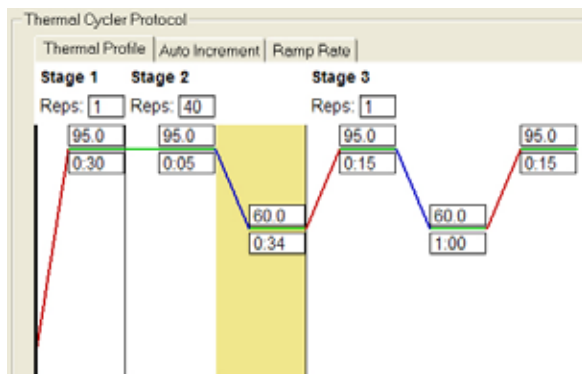 Thermal Cycler Protocol
Thermal Profile Auto Increment Ramp Rate
Stage 1 Stage 2 Stage 3
Reps: 1 Reps: 40 Reps: 1
95.0 95.0 95.0 95.0
0:30 0:05 0:15 0:15
60.0 60.0
0:34 1:00